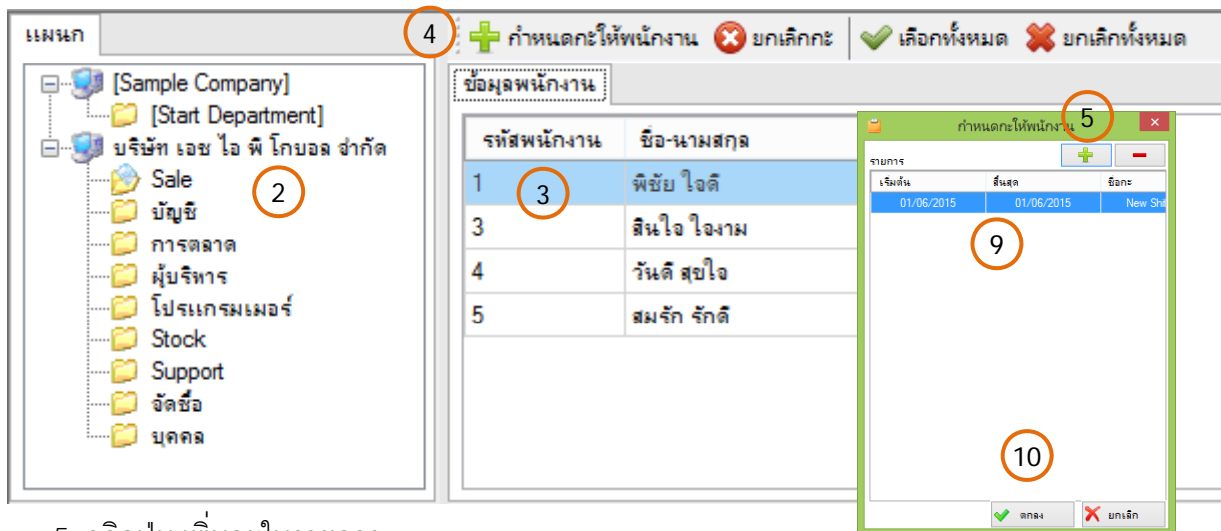 แผนก
4
กำหนดกะให้พนักงาน ยกเลิกกะ เลือกทั้งหมด ยกเลิกทั้งหมด
[Sample Company]
[Start Department]
บริษัท เอช ไอ พี โกบอล จำกัด
Sale
2
บัญชี
การตลาด
ผู้บริหาร
โปรแกรมเมอร์
Stock
Support
จัดซื้อ
บุคคล
ข้อมูลพนักงาน
รหัสพนักงาน ชื่อ-นามสกุล
1 3 พิชัย ใจดี
3 สินใจ ใจงาม
4 วันดี สุขใจ
5 สมรัก รักดี
กำหนดกะให้พนักงาน 5
รายการ
เริ่มต้น สิ้นสุด ชื่อกะ
01/06/2015 01/06/2015 New Shi
9
10
ตกลง ยกเลิก